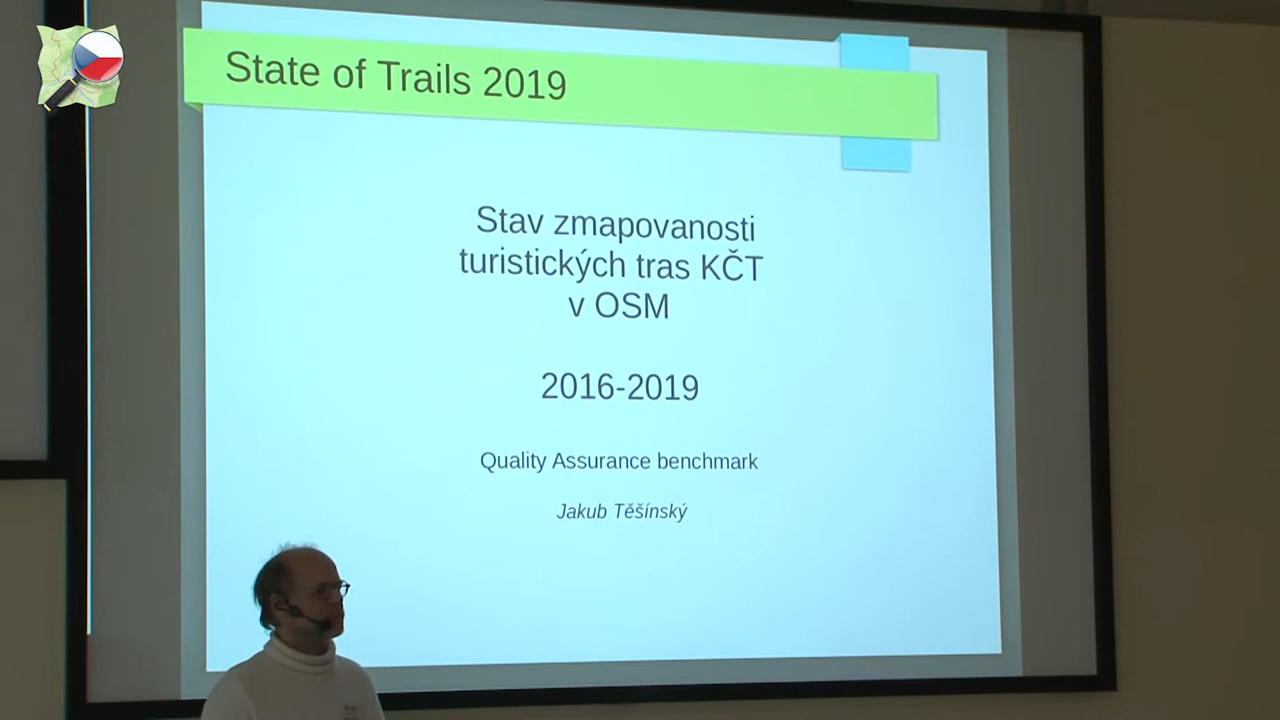 State of Trails 2019
Stav zmapovanosti
turistických tras KČT
v OSM
2016-2019
Quality Assurance benchmark
Jakub Těšínský